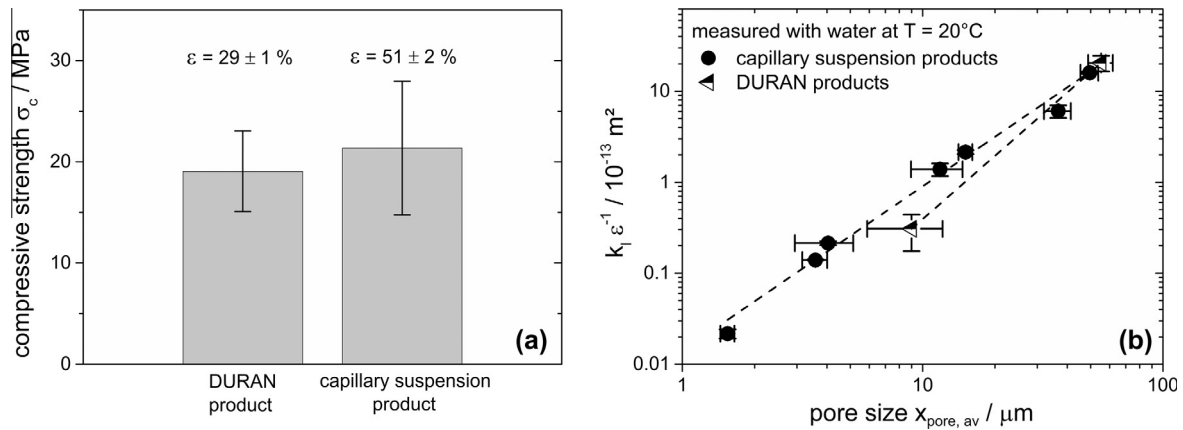 compressive strength σc / MPa
30
20
10
0
ε = 29 ± 1 %
ε = 51 ± 2 %
(a)
DURAN
product
capillary suspension
product
kl ε-1 / 10-13 m²
10
1
0.1
0.01
measured with water at T = 20°C
capillary suspension products
DURAN products
(b)
1
10
100
pore size xpore, av / μm